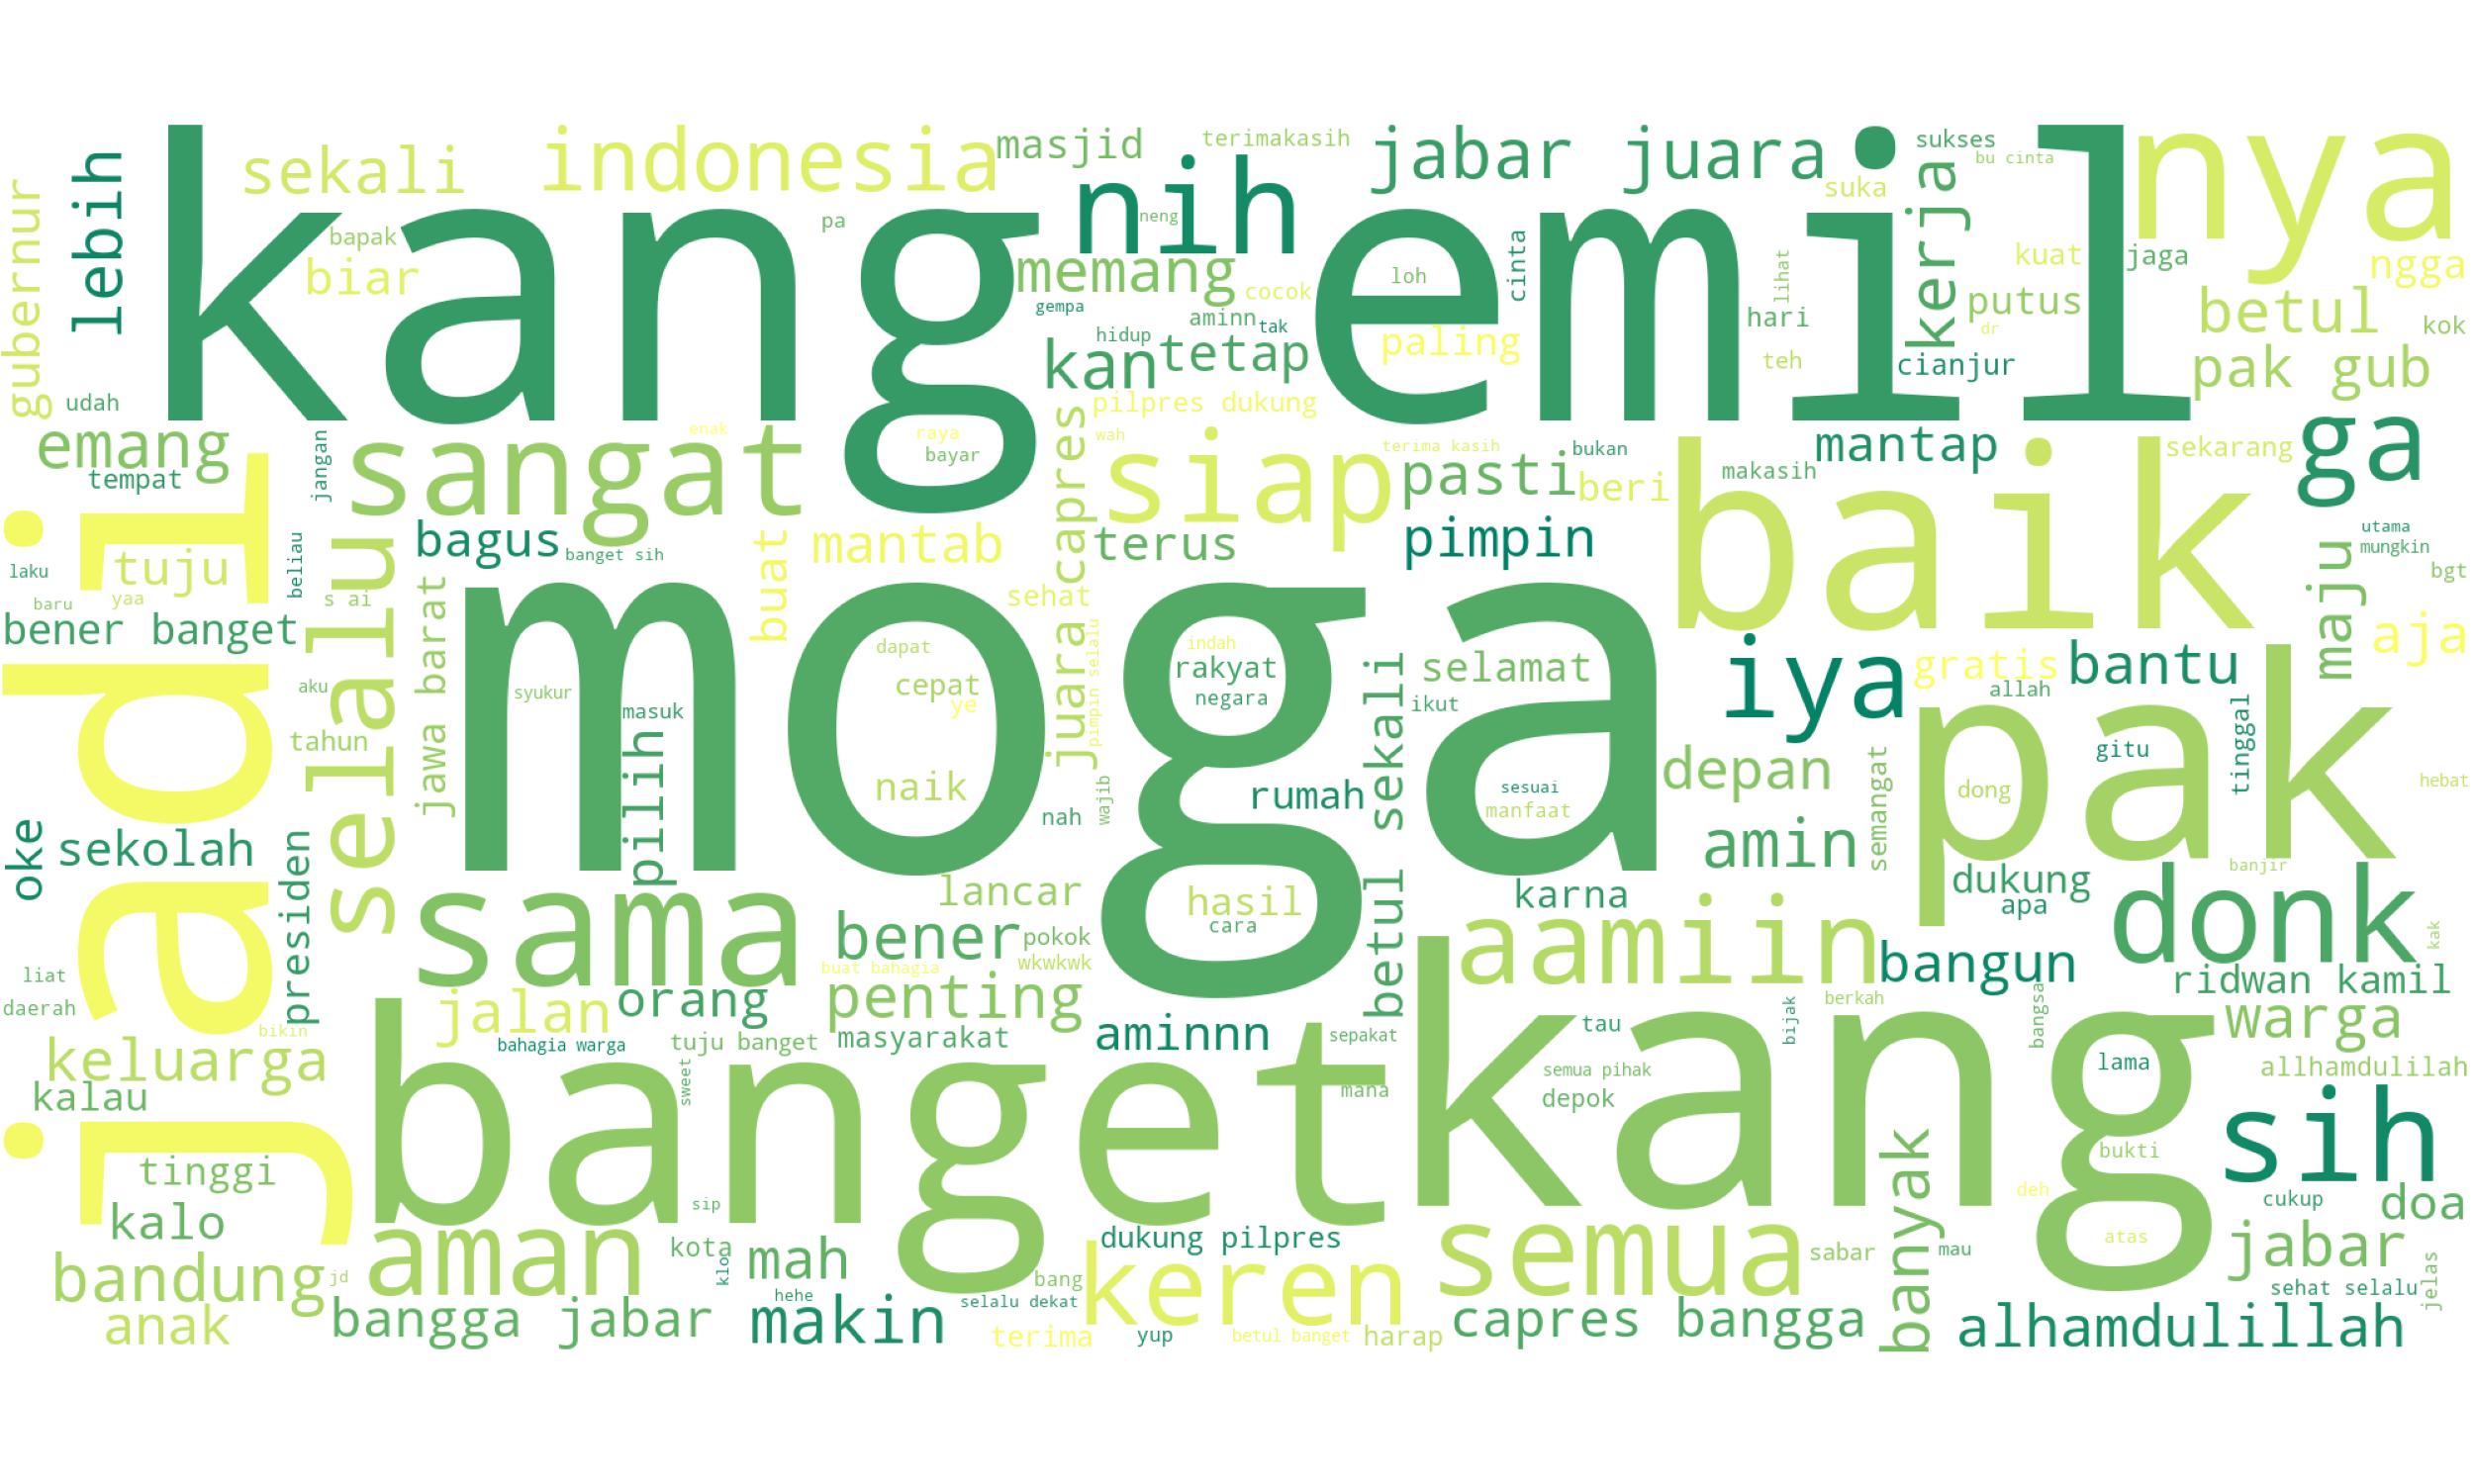 kang emil
nya
indonesia
sekali
masjid
terimakasih
jabar juara
sukses
bu cinta
suka
kerja
lebih
gubernur
bapak
biar
pa
nih
neng
memang
gempa
cocok
loh
cinta
lihat
hari
kuat
jaga
ngga
putus
betul
kok
dr
aminn
tak
hidup
kan
tetap
paling
teh
cianjur
pak gub
udah
pilpres dukung
emang
tempat
jangan
sangat
enak
raya
bayar
capres
wah
siap
terima kasih
pasti
bukan
beri
makasih
mantap
sekarang
ga
jadi
tuju
laku
baru
yaa
s ai
beliau
bagus
banget sih
buat
mantab
terus
pimpin
baik
utama
mungkin
bgt
maju
bener banget
selalu
jawa barat
sehat
juara
pimpin selalu
moga
dapat
cepat
ye
indah
rakyat
negara
syukur
masuk
pilih
aku
tahun
naik
nah
wajib
rumah
betul sekali
selamat
ikut
iya
gratis
allah
bantu
aja
sesuai
manfaat
depan
semangat
pak
dong
gitu
tinggal
hebat
oke
sekolah
presiden
sama
lancar
bener
pokok
wkwkwk
hasil
cara
karna
amin
dukung
apa
donk
banjir
kak
aamiin
bangun
ridwan kamil
liat
daerah
bikin
jalan
orang
buat bahagia
penting
masyarakat
bahagia warga
tuju banget
aminnn
sepakat
tau
bijak
berkah
bangsa
warga
keluarga
kalau
banget
sweet
mana
semua pihak
depok
kang
lama
allhamdulilah
sih
tinggi
kalo
sip
bukti
deh
cukup
doa
bandung
jd
aman
kota
klo
mah
dukung pilpres
bang
hehe
keren
semua
sabar
banyak
mau
atas
jabar
sehat selalu
jelas
anak
bangga jabar
makin
selalu dekat
terima
yup
betul banget
harap
capres bangga
alhamdulillah